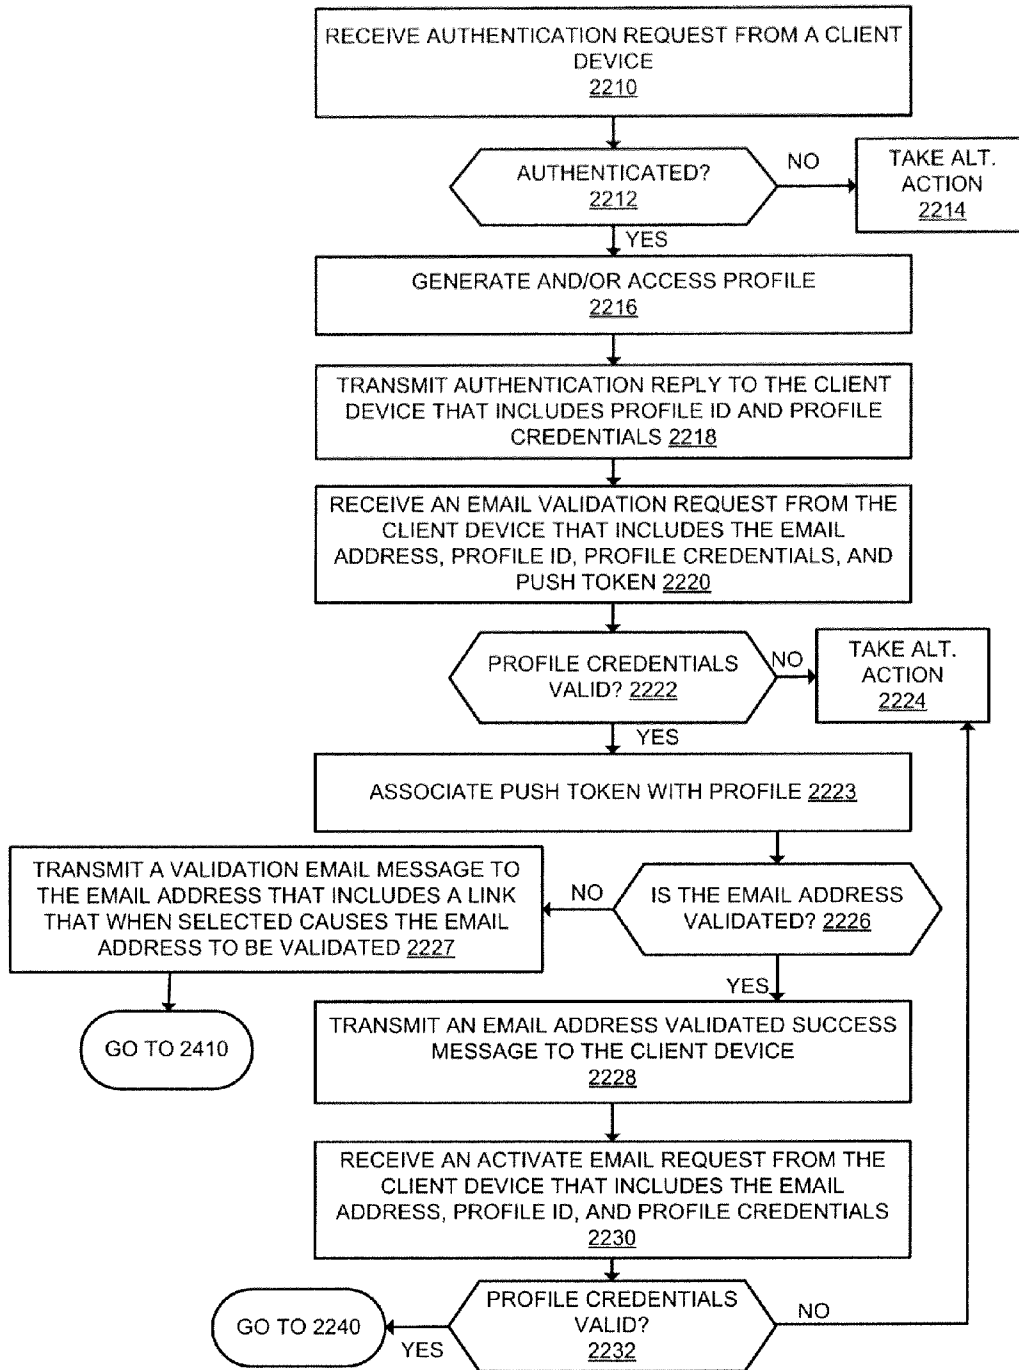 RECEIVE AUTHENTICATION REQUEST FROM A CLIENT
DEVICE
2210
AUTHENTICATED?
2212
NO
TAKE ALT.
ACTION
2214
YES
GENERATE AND/OR ACCESS PROFILE
2216
TRANSMIT AUTHENTICATION REPLY TO THE CLIENT
DEVICE THAT INCLUDES PROFILE ID AND PROFILE
CREDENTIALS 2218
RECEIVE AN EMAIL VALIDATION REQUEST FROM THE
CLIENT DEVICE THAT INCLUDES THE EMAIL
ADDRESS, PROFILE ID, PROFILE CREDENTIALS, AND
PUSH TOKEN 2220
PROFILE CREDENTIALS
VALID? 2222
NO
TAKE ALT.
ACTION
2224
YES
ASSOCIATE PUSH TOKEN WITH PROFILE 2223
IS THE EMAIL ADDRESS
VALIDATED? 2226
NO
TRANSMIT A VALIDATION EMAIL MESSAGE TO
THE EMAIL ADDRESS THAT INCLUDES A LINK
THAT WHEN SELECTED CAUSES THE EMAIL
ADDRESS TO BE VALIDATED 2227
GO TO 2410
YES
TRANSMIT AN EMAIL ADDRESS VALIDATED SUCCESS
MESSAGE TO THE CLIENT DEVICE
2228
RECEIVE AN ACTIVATE EMAIL REQUEST FROM THE
CLIENT DEVICE THAT INCLUDES THE EMAIL
ADDRESS, PROFILE ID, AND PROFILE CREDENTIALS
2230
PROFILE CREDENTIALS
VALID?
2232
NO
YES
GO TO 2240